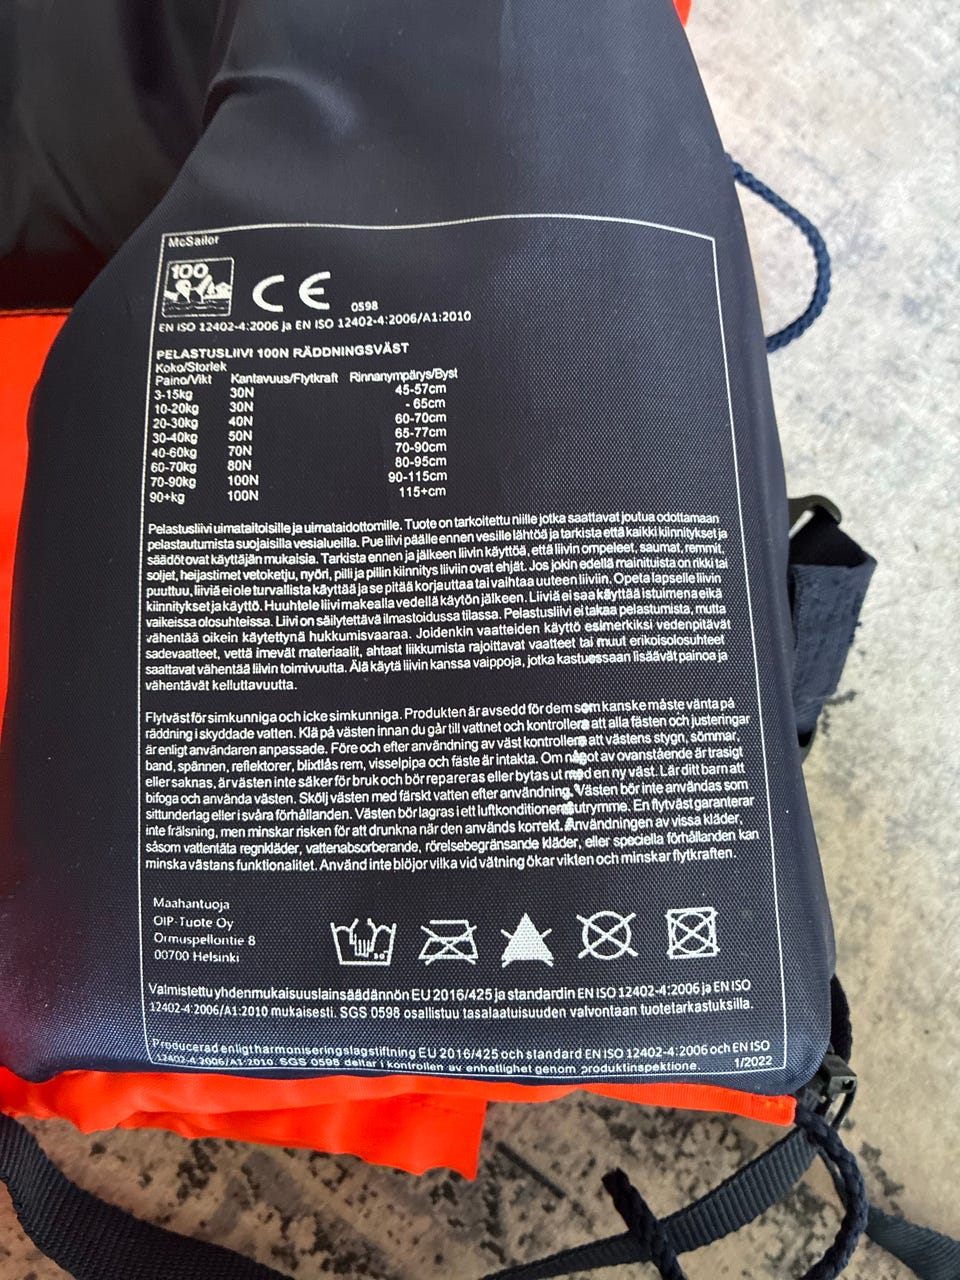 McSailor
100
CE 0598
EN ISO 12402-4:2006 ja EN ISO 12402-4:2006/A1:2010
PELASTUSLIIVI 100N RÄDDNINGSVÄST
Koko/Storlek
Paino/Vikt Kantavuus/Flytkraft Rinnanympärys/Byst
3-15kg 30N 45-57cm
10-20kg 30N - 65cm
20-30kg 40N 60-70cm
30-40kg 50N 65-77cm
40-60kg 70N 70-90cm
60-70kg 80N 80-95cm
70-90kg 100N 90-115cm
90+kg 100N 115+cm
Pelastusliivi uimataitoisille ja uimataidottomille. Tuote on tarkoitettu niille jotka saattavat joutua odottamaan
pelastautumista suojaisilla vesialueilla. Pue liivi päälle ennen vesille lähtöä ja tarkista että kaikki kiinnitykset ja
säädöt ovat käyttäjän mukaisia. Tarkista ennen ja jälkeen liivin käyttöä, että liivin ompeleet, saumat, remmit,
soljet, heijastimet vetoketju, nyöri, pilli ja pillin kiinnitys liiviin ovat ehjät. Jos jokin edellä mainituista on rikki tai
puuttuu, liiviä ei ole turvallista käyttää ja se pitää korjauttaa tai vaihtaa uuteen liiviin. Opeta lapselle liivin
kiinnitykset ja käyttö. Huuhtele liivi makealla vedellä käytön jälkeen. Liiviä ei saa käyttää istuimena eikä
vaikeissa olosuhteissa. Liivi on säilytettävä ilmastoidussa tilassa. Pelastusliivi ei takaa pelastumista, mutta
vähentää oikein käytettynä hukkumisvaaraa. Joidenkin vaatteiden käyttö esimerkiksi vedenpitävät
sadevaatteet, vettä imevät materiaalit, ahtaat liikkumista rajoittavat vaatteet tai muut erikoisolosuhteet
saattavat vähentää liivin toimivuutta. Älä käytä liivin kanssa vaippoja, jotka kastuessaan lisäävät painoa ja
vähentävät kelluttavuutta.
Flytväst för simkunniga och icke simkunniga. Produkten är avsedd för dem som kanske måste vänta på
räddning i skyddade vatten. Klä på västen innan du går till vattnet och kontrollera att alla fästen och justeringar
är enligt användaren anpassade. Före och efter användning av väst kontrollera att västens stygn, sömmar,
band, spännen, reflektorer, blixtlås rem, visselpipa och fäste är intakta. Om något av ovanstående är trasigt
eller saknas, är västen inte säker för bruk och bör repareras eller bytas ut med en ny väst. Lär ditt barn att
bifoga och använda västen. Skölj västen med färskt vatten efter användning. Västen bör inte användas som
sittunderlag eller i svåra förhållanden. Västen bör lagras i ett luftkonditionerat utrymme. En flytväst garanterar
inte frälsning, men minskar risken för att drunkna när den används korrekt. Användningen av vissa kläder,
såsom vattentäta regnkläder, vattenabsorberande, rörelsebegränsande kläder, eller speciella förhållanden kan
minska västans funktionalitet. Använd inte blöjor vilka vid vätning ökar vikten och minskar flytkraften.
Maahantuoja
OIP-Tuote Oy
Ormuspellontie 8
00700 Helsinki
30
Valmistettu yhdenmukaisuuslainsäädännön EU 2016/425 ja standardin EN ISO 12402-4:2006 ja EN ISO
12402-4:2006/A1:2010 mukaisesti. SGS 0598 osallistuu tasalaatuisuuden valvontaan tuotetarkastuksilla.
Producerad enligt harmoniseringslagstiftning EU 2016/425 och standard EN ISO 12402-4:2006 och EN ISO
12402-4:2006/A1:2010. SGS 0598 deltar i kontrollen av enhetlighet genom produktinspektione. 1/2022